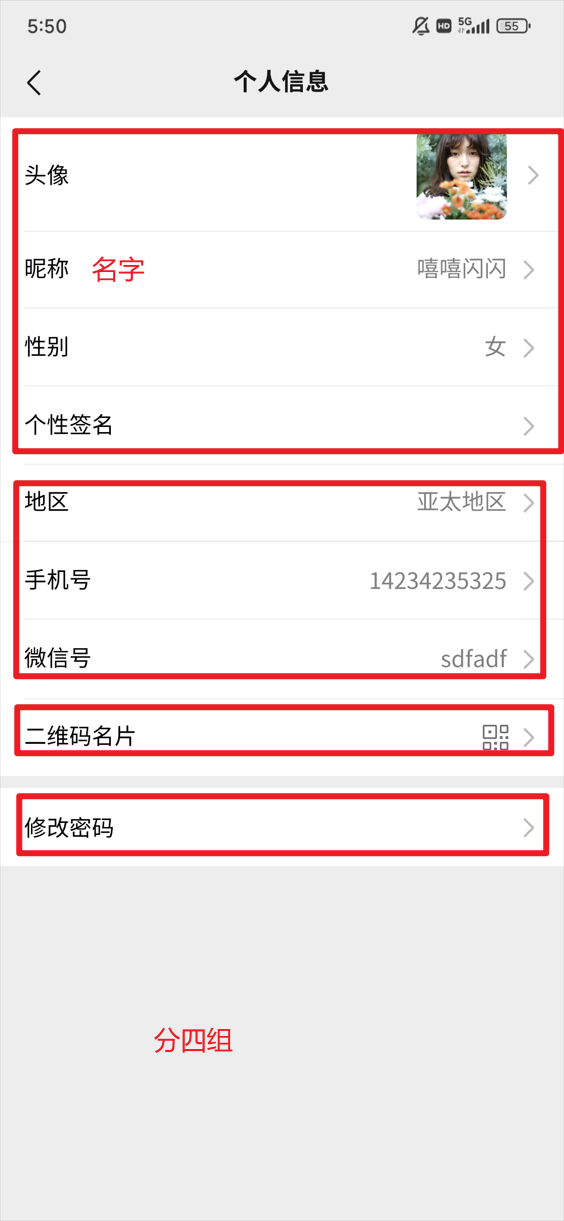 5:50 HD 5G 55
个人信息
头像
昵称 名字 嘻嘻闪闪
性别 女
个性签名
地区 亚太地区
手机号 14234235325
微信号 sdfadf
二维码名片
修改密码
分四组